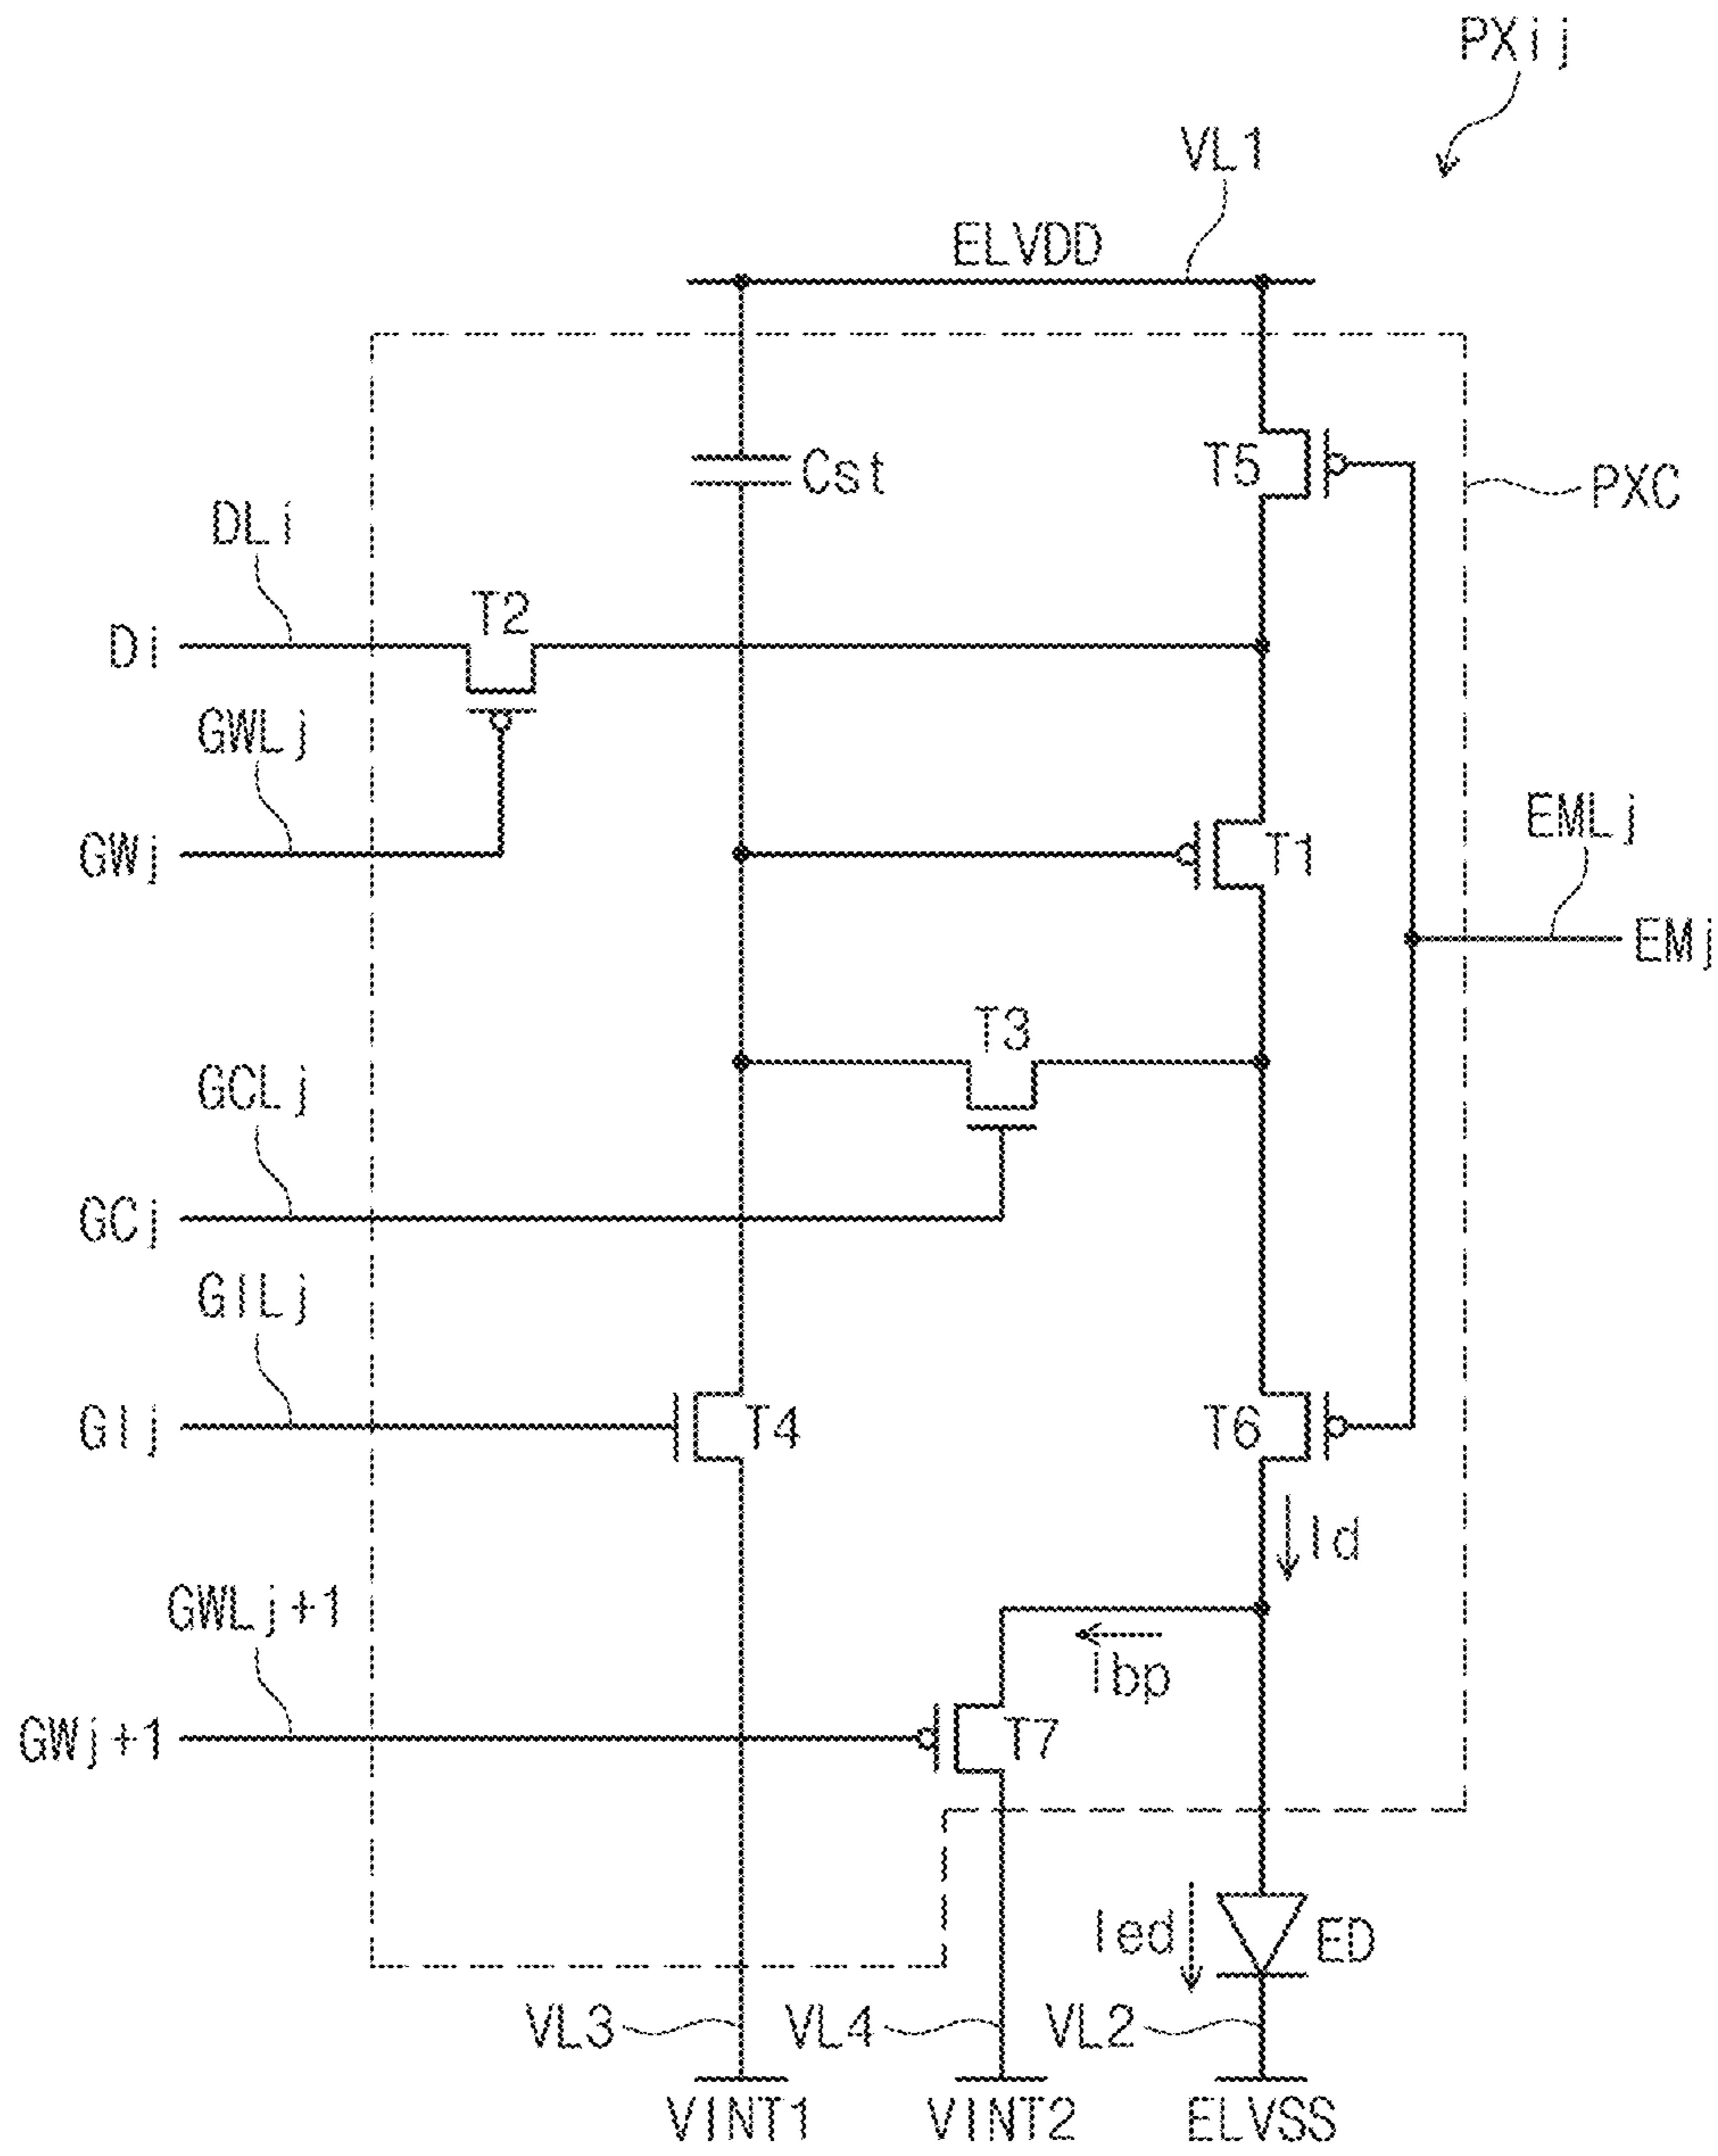 PXij
VL1
ELVDD
Cst
T5
PXC
DLi
T2
Di
GWLj
EMLj
GWj
T1
EMj
T3
GCLj
GCj
GILj
GIj
T4
T6
Id
GWLj+1
Ibp
GWj+1
T7
Ied
ED
VL3
VL4
VL2
VINT1
VINT2
ELVSS